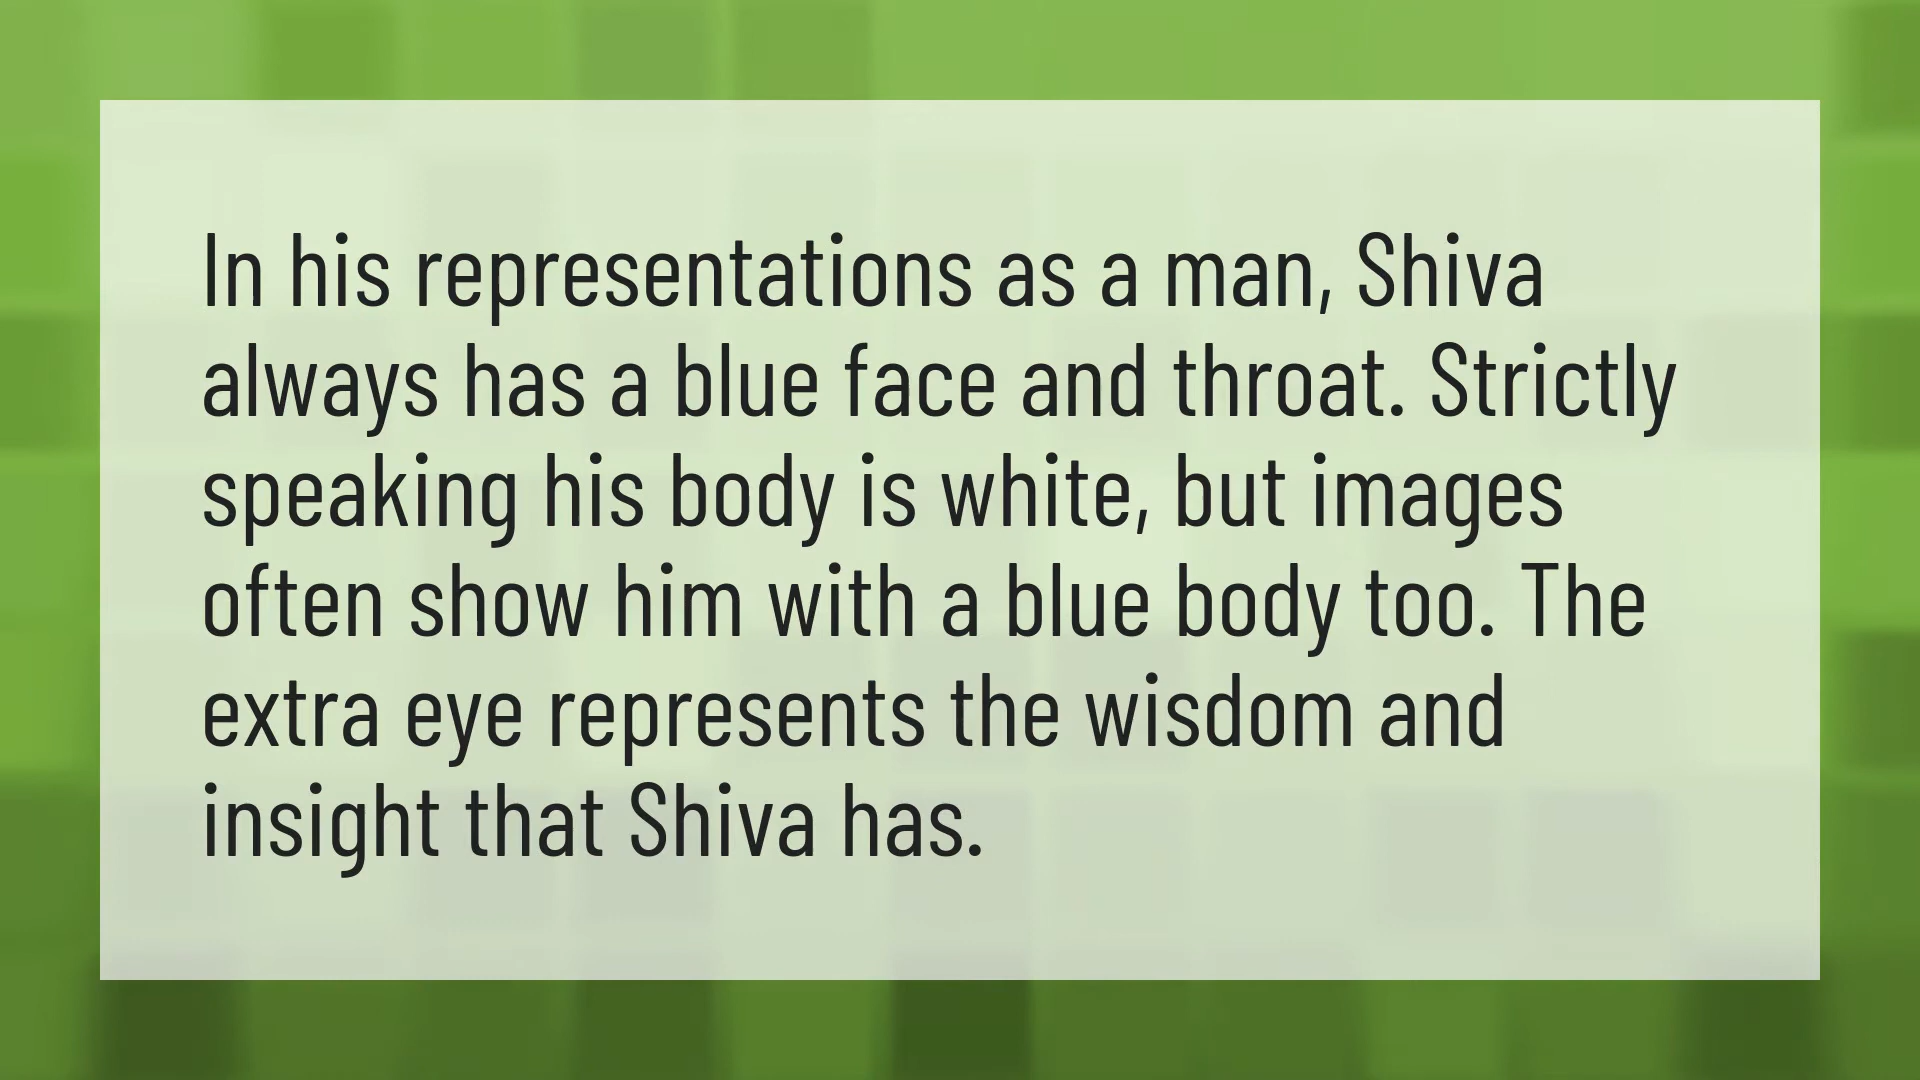 In his representations as a man, Shiva
always has a blue face and throat. Strictly
speaking his body is white, but images
often show him with a blue body too. The
extra eye represents the wisdom and
insight that Shiva has.